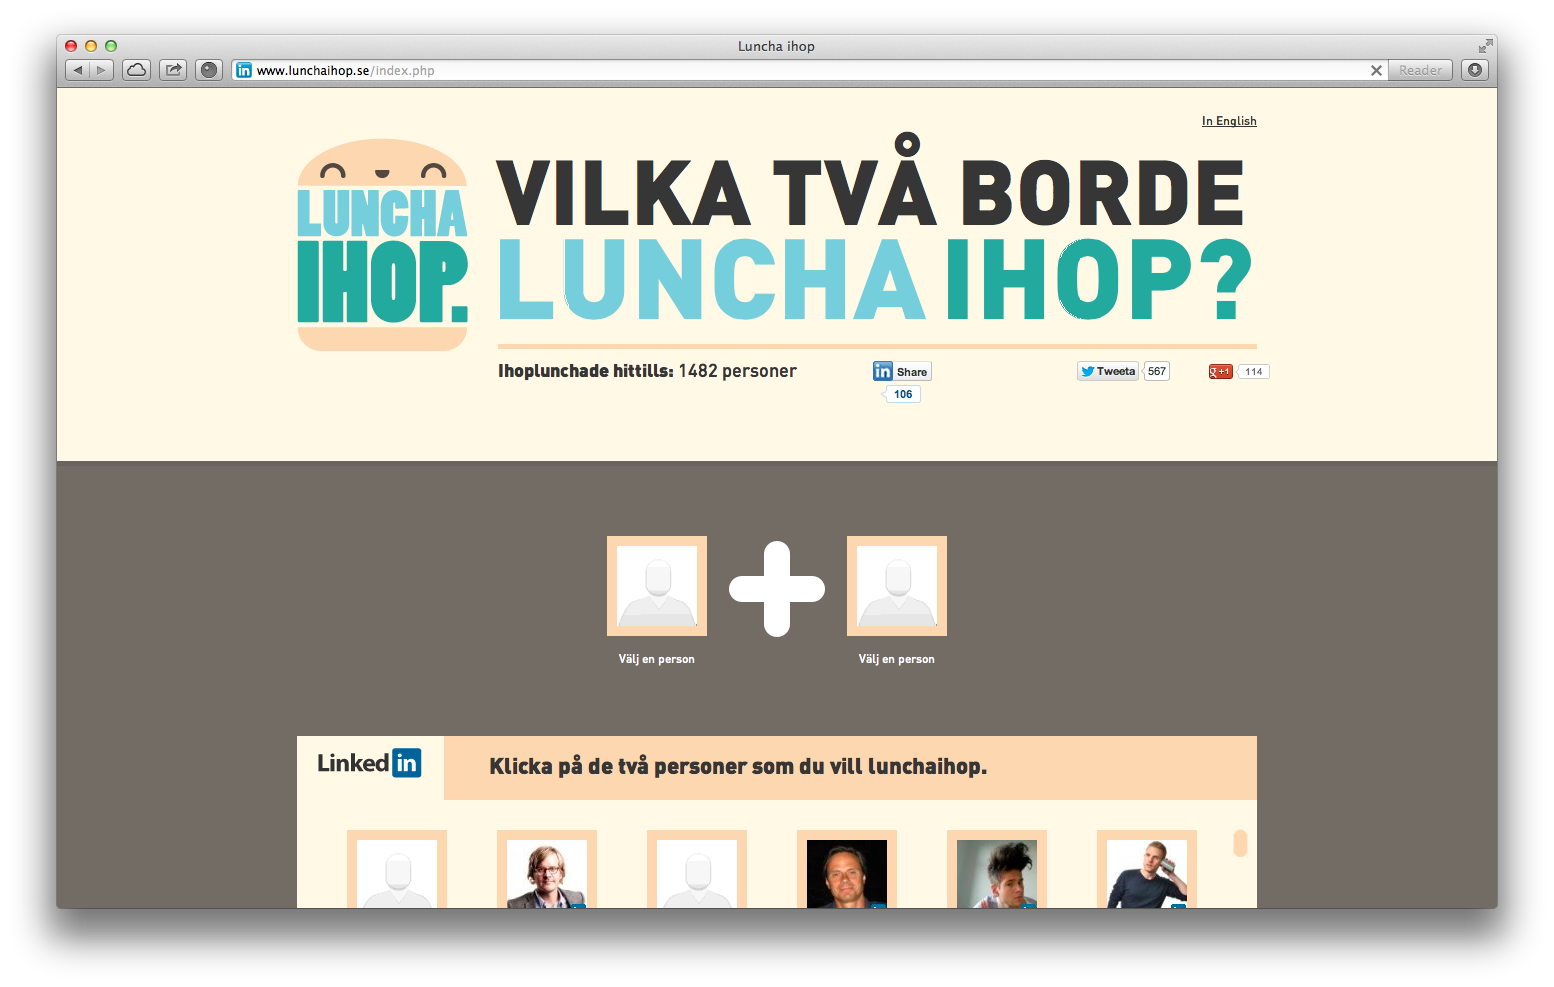 Luncha ihop
www.lunchaihop.se/index.php
Reader
In English
LUNCHA
IHOP.
VILKA TVÅ BORDE
LUNCHA IHOP?
Ihoplunchade hittills: 1482 personer
in Share
106
Tweeta 567
g +1 114
Välj en person
Välj en person
Linked in
Klicka på de två personer som du vill lunchaihop.